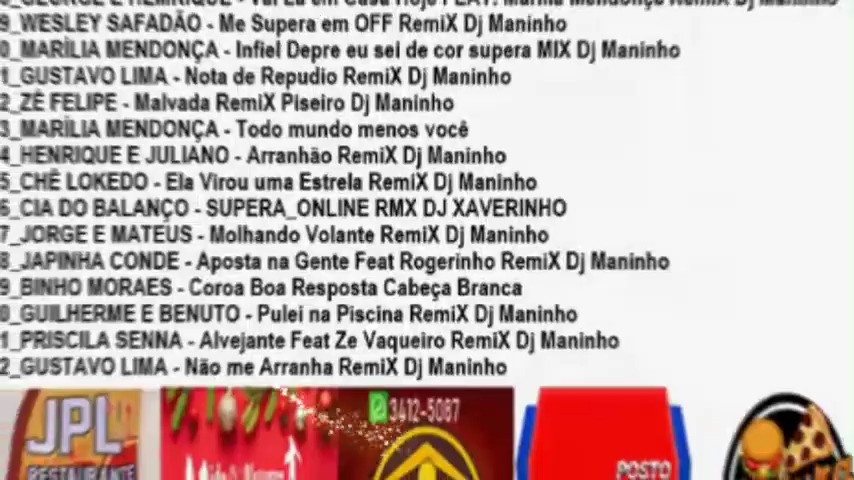 9_WESLEY SAFADÃO - Me Supera em OFF RemiX Dj Maninho
0_MARÍLIA MENDONÇA - Infiel Depre eu sei de cor supera MIX Dj Maninho
1_GUSTAVO LIMA - Nota de Repudio RemiX Dj Maninho
2_ZÉ FELIPE - Malvada RemiX Piseiro Dj Maninho
3_MARÍLIA MENDONÇA - Todo mundo menos você
4_HENRIQUE E JULIANO - Arranhão RemiX Dj Maninho
5_CHÊ LOKEDO - Ela Virou uma Estrela RemiX Dj Maninho
6_CIA DO BALANÇO - SUPERA_ONLINE RMX DJ XAVERINHO
7_JORGE E MATEUS - Molhando Volante RemiX Dj Maninho
8_JAPINHA CONDE - Aposta na Gente Feat Rogerinho RemiX Dj Maninho
9_BINHO MORAES - Coroa Boa Resposta Cabeça Branca
0_GUILHERME E BENUTO - Pulei na Piscina RemiX Dj Maninho
1_PRISCILA SENNA - Alvejante Feat Ze Vaqueiro RemiX Dj Maninho
2_GUSTAVO LIMA - Não me Arranha RemiX Dj Maninho
3412-5087
JPL
RESTAURANTE
POSTO